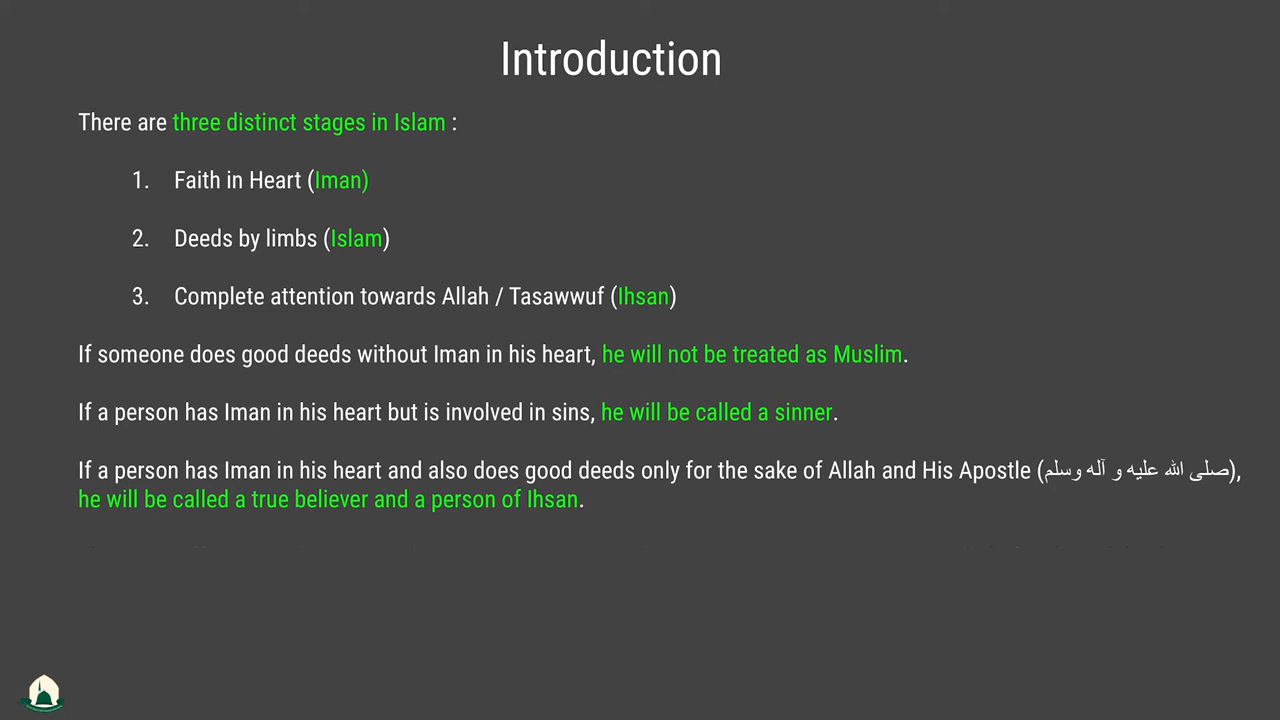 Introduction
There are three distinct stages in Islam :
1. Faith in Heart (Iman)
2. Deeds by limbs (Islam)
3. Complete attention towards Allah / Tasawwuf (Ihsan)
If someone does good deeds without Iman in his heart, he will not be treated as Muslim.
If a person has Iman in his heart but is involved in sins, he will be called a sinner.
If a person has Iman in his heart and also does good deeds only for the sake of Allah and His Apostle (صلى الله عليه و آله وسلم),
he will be called a true believer and a person of Ihsan.